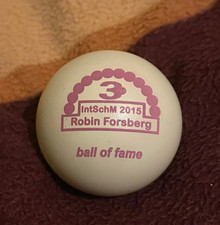 3
IntSchM 2015
Robin Forsberg
ball of fame